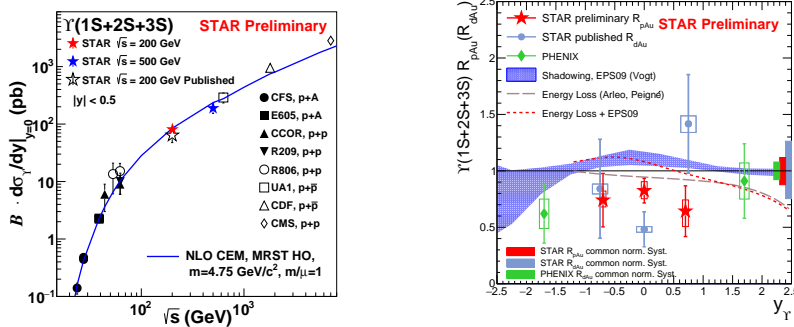 ϒ(1S+2S+3S) STAR Preliminary
STAR √s = 200 GeV
STAR √s = 500 GeV
STAR √s = 200 GeV Published
|y| < 0.5
CFS, p+A
E605, p+A
CCOR, p+p
R209, p+p
R806, p+p
UA1, p+p̄
CDF, p+p̄
CMS, p+p
NLO CEM, MRST HO,
m=4.75 GeV/c², m/μ=1
B · dσϒ/dy|y=0 (pb)
10³
10²
10
1
10⁻¹
10² 10³
√s (GeV)
STAR Preliminary
STAR preliminary RpAu
STAR published RdAu
PHENIX
Shadowing, EPS09 (Vogt)
Energy Loss (Arleo, Peigné)
Energy Loss + EPS09
ϒ(1S+2S+3S) RpAu(RdAu)
2.5
2
1.5
1
0.5
STAR RpAu common norm. Syst.
STAR RdAu common norm. Syst.
PHENIX RdAu common norm. Syst.
-2.5 -2 -1.5 -1 -0.5 0 0.5 1 1.5 2 2.5
yϒ